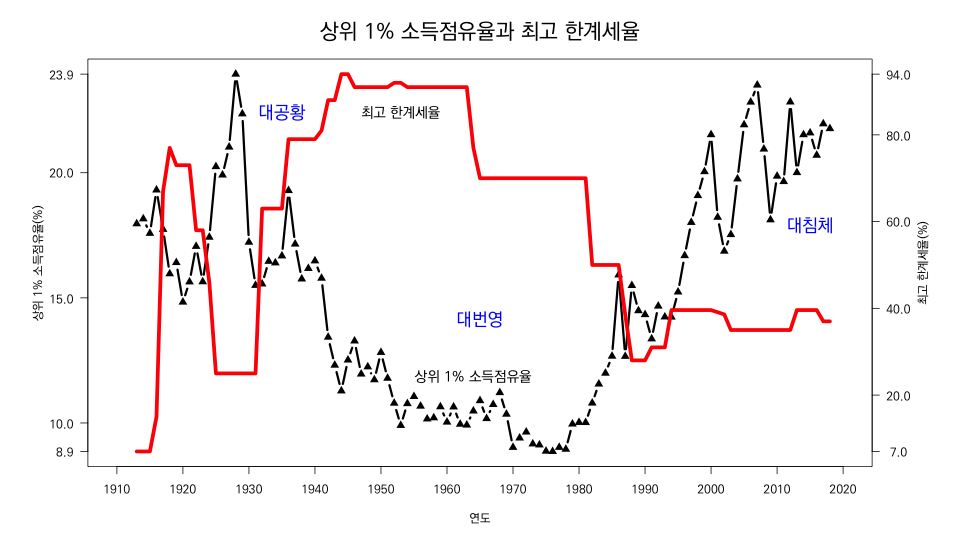 상위 1% 소득점유율과 최고 한계세율
23.9
20.0
15.0
10.0
8.9
상위 1% 소득점유율(%)
대공황
최고 한계세율
대번영
상위 1% 소득점유율
대침체
94.0
80.0
60.0
40.0
20.0
7.0
최고 한계세율(%)
1910 1920 1930 1940 1950 1960 1970 1980 1990 2000 2010 2020
연도